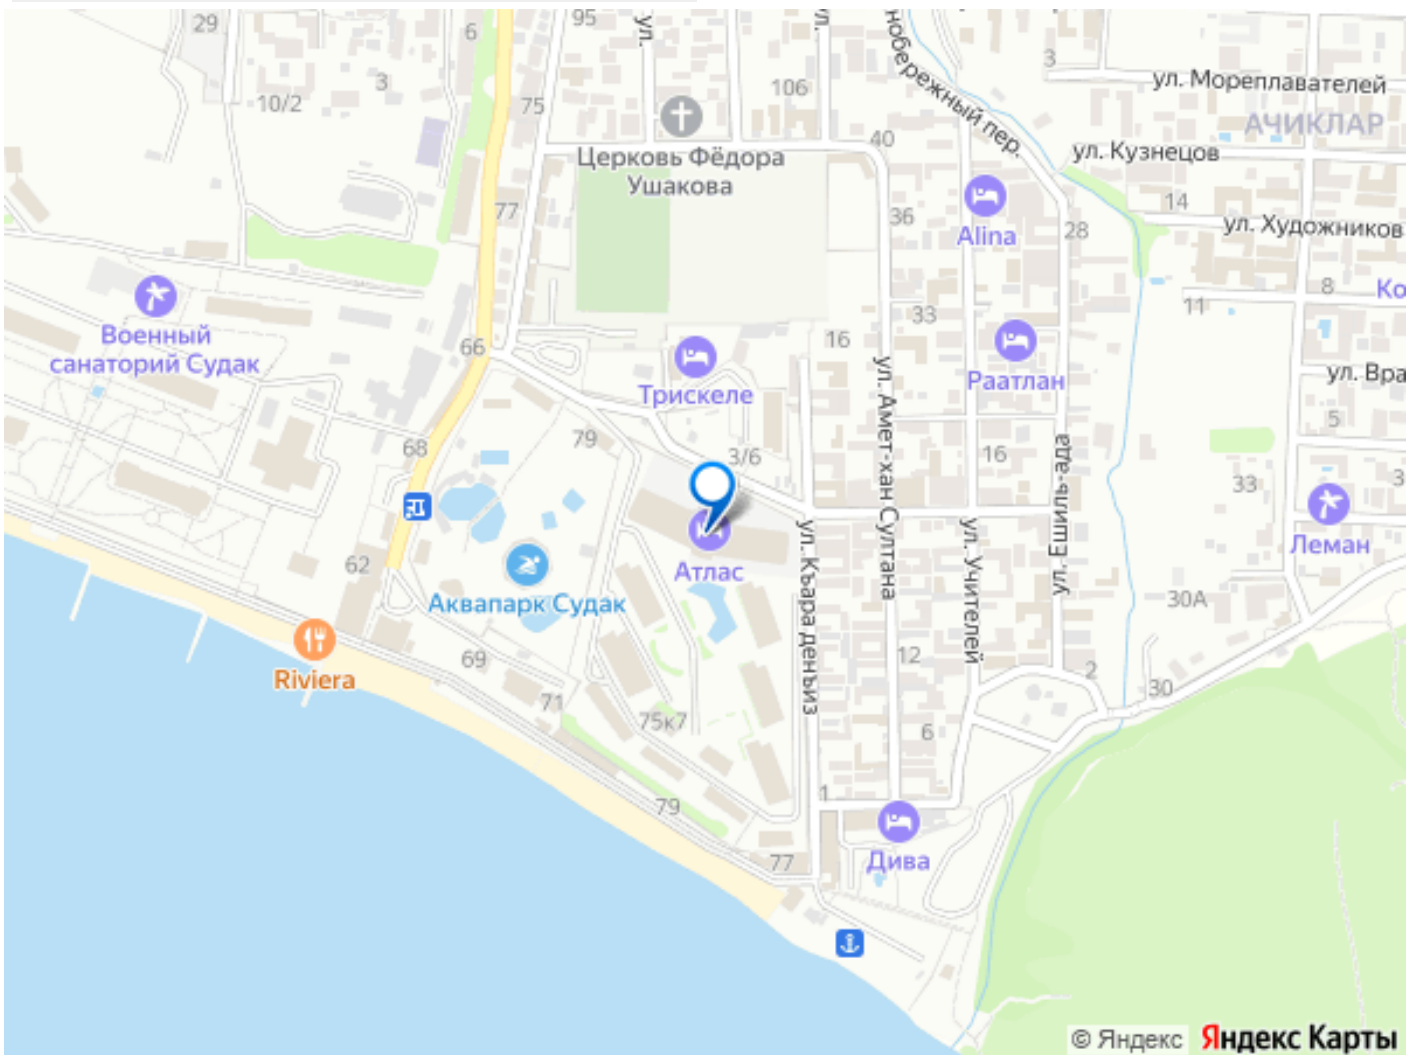 29
6
95
ул.
ул.
нобережный пер.
3
ул. Мореплавателей
3
10/2
75
106
АЧИКЛАР
40
ул. Кузнецов
Церковь Фёдора
Ушакова
77
36
Alina
28
14
ул. Художников
8
Ко
11
Военный
санаторий Судак
66
33
16
Трискеле
Раатлан
ул. Вра
ул. Амет-хан Султана
5
68
79
3/6
16
ул. Ешиль-ада
33
3
Леман
Атлас
ул. Къара денъиз
ул. Учителей
62
Аквапарк Судак
30А
Riviera
69
71
75к7
12
2
30
6
79
1
77
Дива
© Яндекс Яндекс Карты